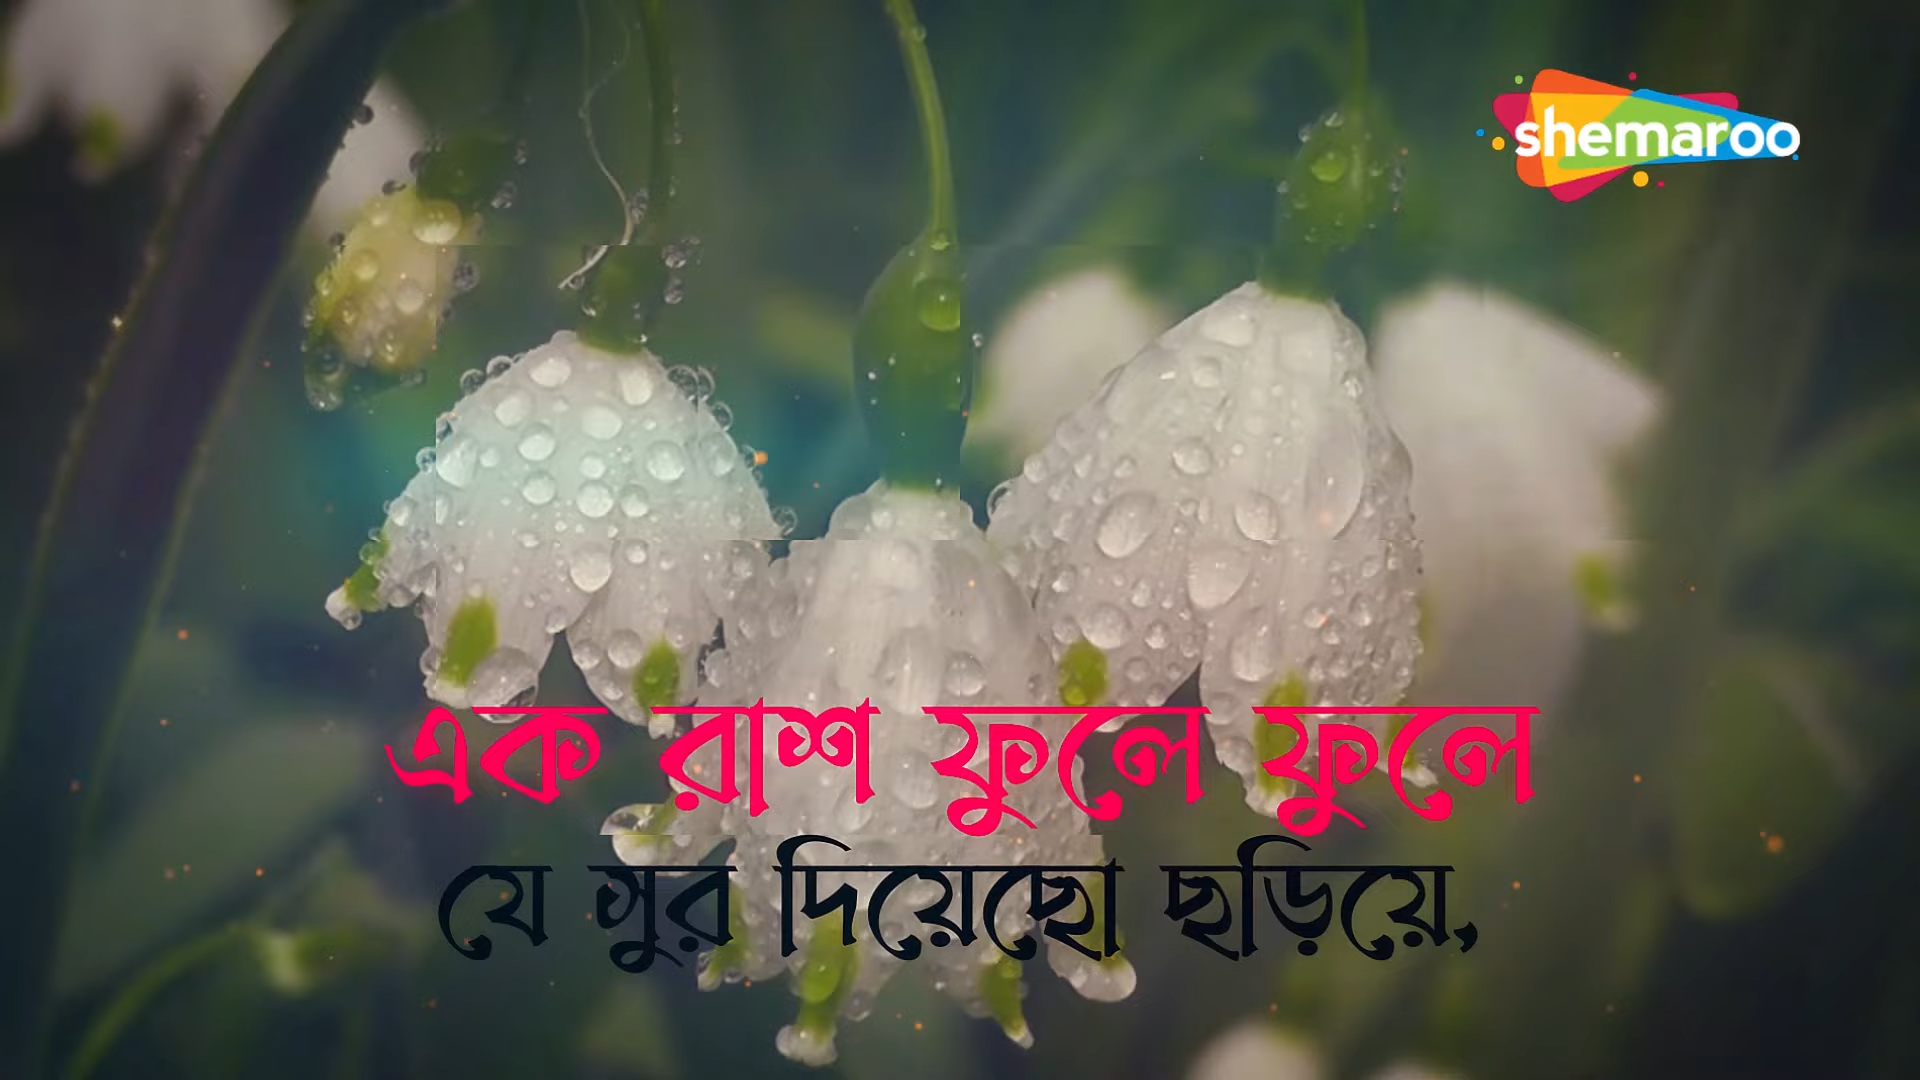 shemaroo
এক রাশ ফুলে ফুলে
যে সুর দিয়েছো ছড়িয়ে,